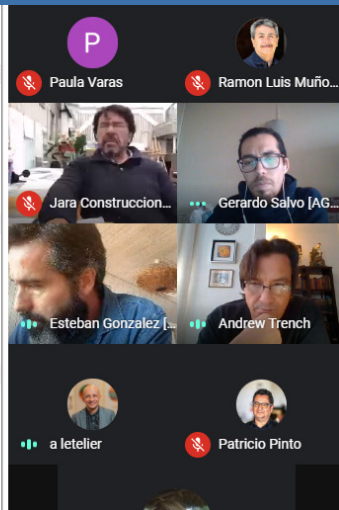 P
Paula Varas
Ramon Luis Muño...
Jara Construccion...
Gerardo Salvo [AG...
Esteban Gonzalez [...
Andrew Trench
a letelier
Patricio Pinto